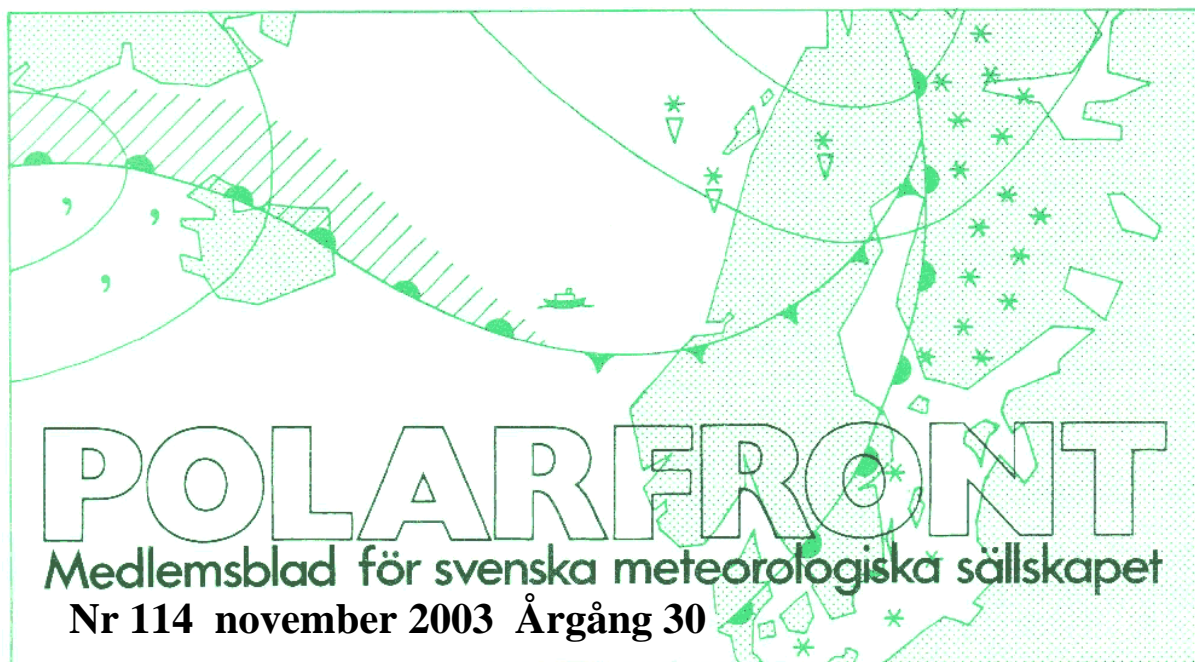 POLARFRONT
Medlemsblad för svenska meteorologiska sällskapet
Nr 114 november 2003 Årgång 30